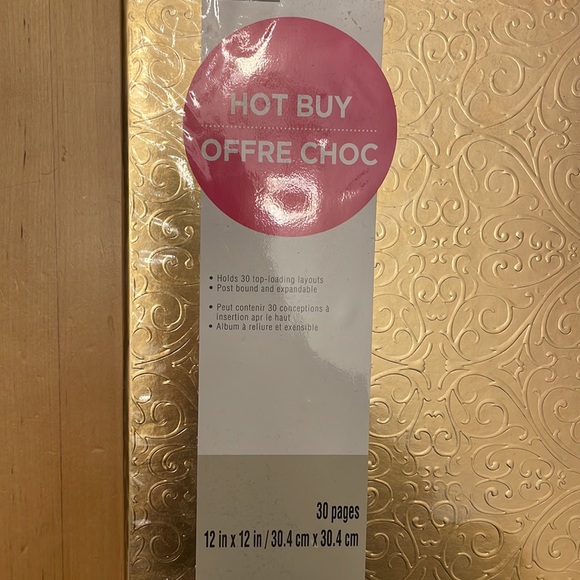 HOT BUY
OFFRE CHOC
• Holds 30 top-loading layouts
• Post bound and expandable
• Peut contenir 30 conceptions à
insertion apr le haut
• Album à reliure et exensible
30 pages
12 in x 12 in / 30.4 cm x 30.4 cm